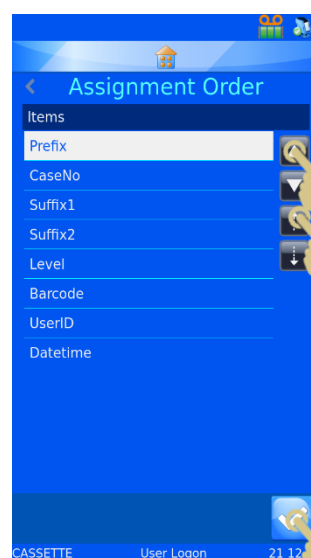 Assignment Order
Items
Prefix
CaseNo
Suffix1
Suffix2
Level
Barcode
UserID
Datetime
CASSETTE User Logon 21 12